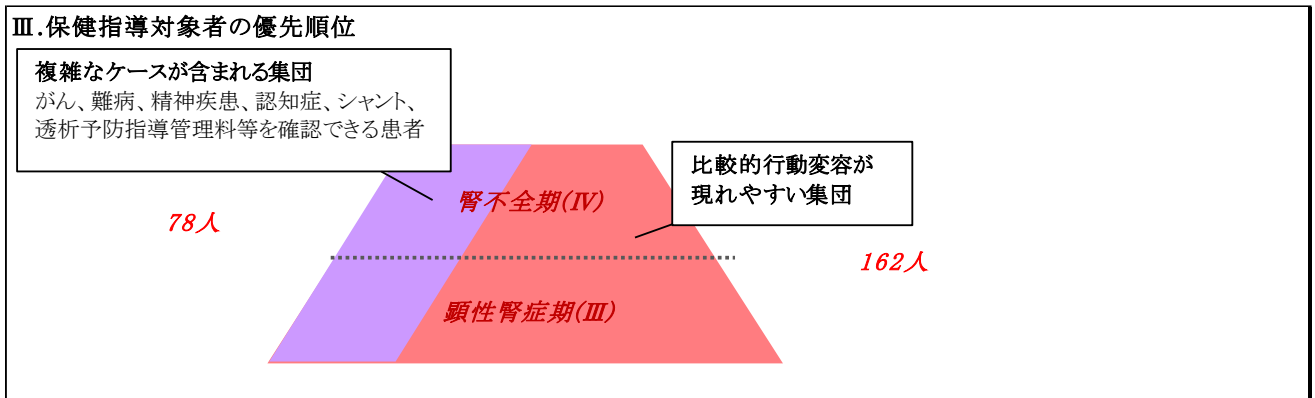 Ⅲ.保健指導対象者の優先順位
複雑なケースが含まれる集団
がん、難病、精神疾患、認知症、シャント、
透析予防指導管理料等を確認できる患者
比較的行動変容が
現れやすい集団
腎不全期(Ⅳ)
78人
162人
顕性腎症期(Ⅲ)